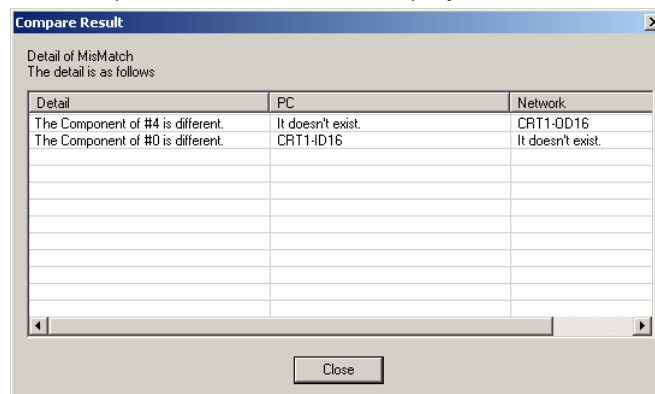 Compare Result
Detail of MisMatch
The detail is as follows
Detail PC Network
The Component of #4 is different. It doesn't exist. CRT1-OD16
The Component of #0 is different. CRT1-ID16 It doesn't exist.
Close